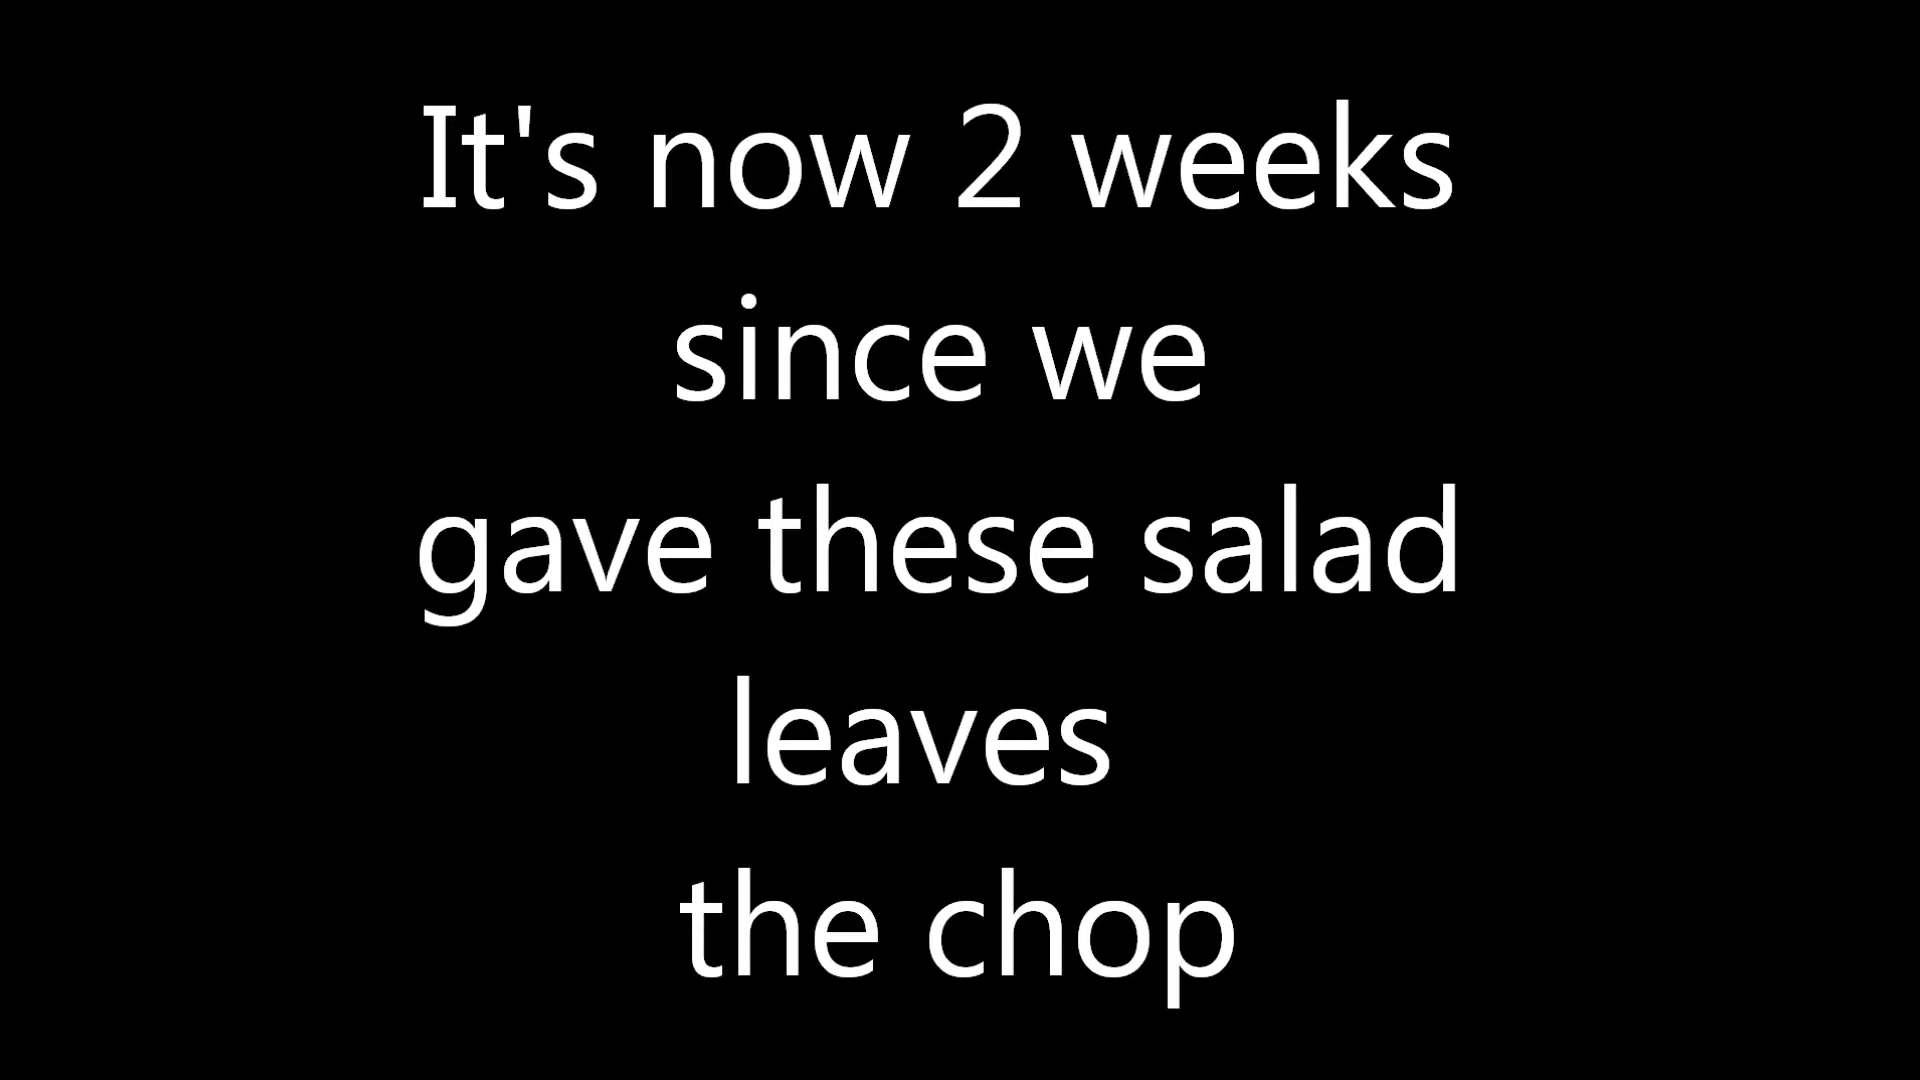 It's now 2 weeks
since we
gave these salad
leaves
the chop